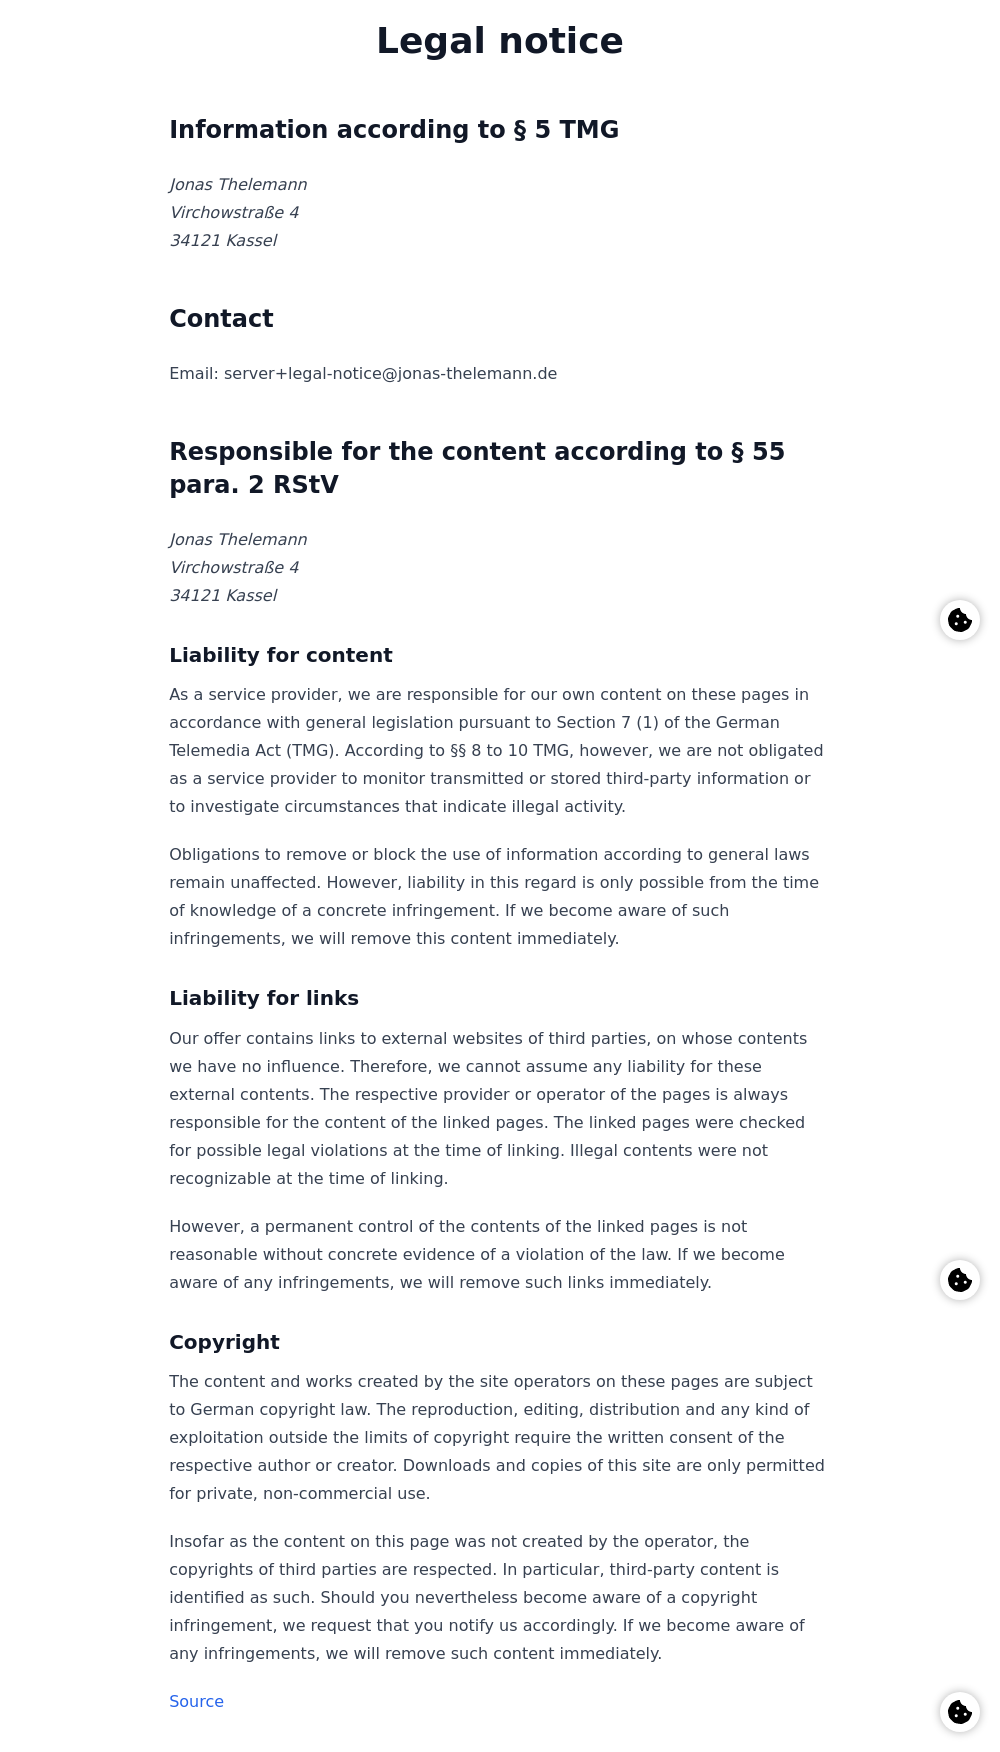 Legal notice
Information according to § 5 TMG
Jonas Thelemann
Virchowstraße 4
34121 Kassel
Contact
Email: server+legal-notice@jonas-thelemann.de
Responsible for the content according to § 55
para. 2 RStV
Jonas Thelemann
Virchowstraße 4
34121 Kassel
Liability for content
As a service provider, we are responsible for our own content on these pages in
accordance with general legislation pursuant to Section 7 (1) of the German
Telemedia Act (TMG). According to §§ 8 to 10 TMG, however, we are not obligated
as a service provider to monitor transmitted or stored third-party information or
to investigate circumstances that indicate illegal activity.
Obligations to remove or block the use of information according to general laws
remain unaffected. However, liability in this regard is only possible from the time
of knowledge of a concrete infringement. If we become aware of such
infringements, we will remove this content immediately.
Liability for links
Our offer contains links to external websites of third parties, on whose contents
we have no influence. Therefore, we cannot assume any liability for these
external contents. The respective provider or operator of the pages is always
responsible for the content of the linked pages. The linked pages were checked
for possible legal violations at the time of linking. Illegal contents were not
recognizable at the time of linking.
However, a permanent control of the contents of the linked pages is not
reasonable without concrete evidence of a violation of the law. If we become
aware of any infringements, we will remove such links immediately.
Copyright
The content and works created by the site operators on these pages are subject
to German copyright law. The reproduction, editing, distribution and any kind of
exploitation outside the limits of copyright require the written consent of the
respective author or creator. Downloads and copies of this site are only permitted
for private, non-commercial use.
Insofar as the content on this page was not created by the operator, the
copyrights of third parties are respected. In particular, third-party content is
identified as such. Should you nevertheless become aware of a copyright
infringement, we request that you notify us accordingly. If we become aware of
any infringements, we will remove such content immediately.
Source